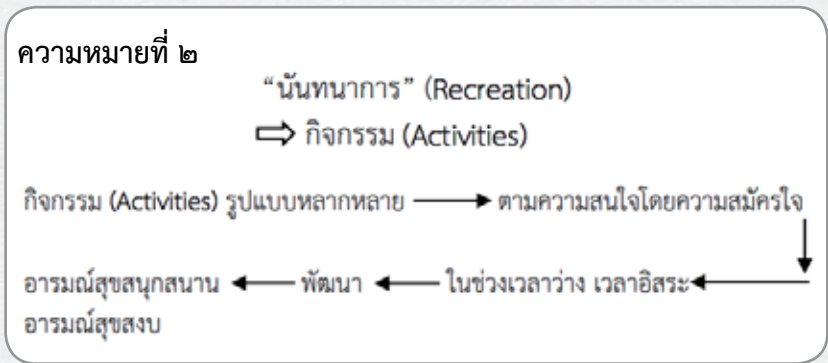 ความหมายที่ ๒
“นันทนาการ” (Recreation)
⇨ กิจกรรม (Activities)
กิจกรรม (Activities) รูปแบบหลากหลาย → ตามความสนใจโดยความสมัครใจ
อารมณ์สุขสนุกสนาน ← พัฒนา ← ในช่วงเวลาว่าง เวลาอิสระ ←
อารมณ์สุขสงบ